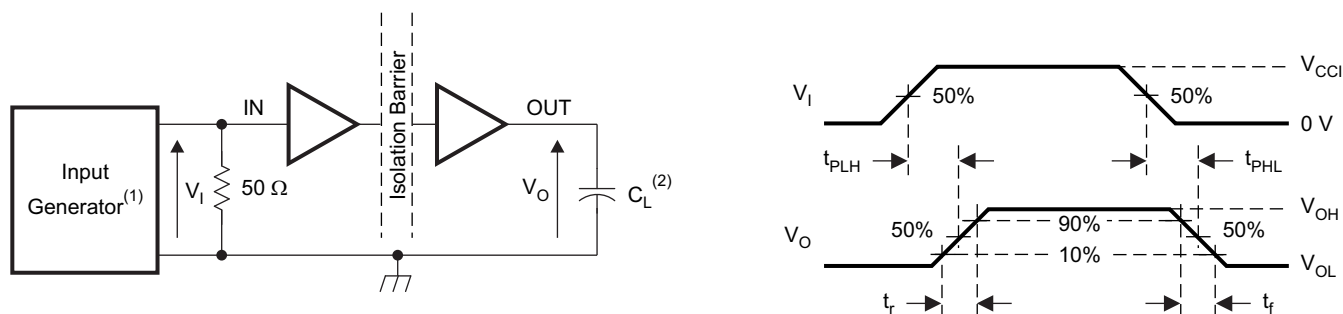 Input
Generator(1)
VI
50 Ω
IN
Isolation Barrier
OUT
VO
CL(2)
VI
50%
50%
VCCI
0 V
tPLH
tPHL
VO
50%
90%
10%
50%
VOH
VOL
tr
tf